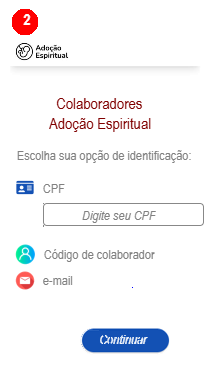 2
Adoção
Espiritual
Colaboradores
Adoção Espiritual
Escolha sua opção de identificação:
CPF
Digite seu CPF
Código de colaborador
e-mail
.
Continuar